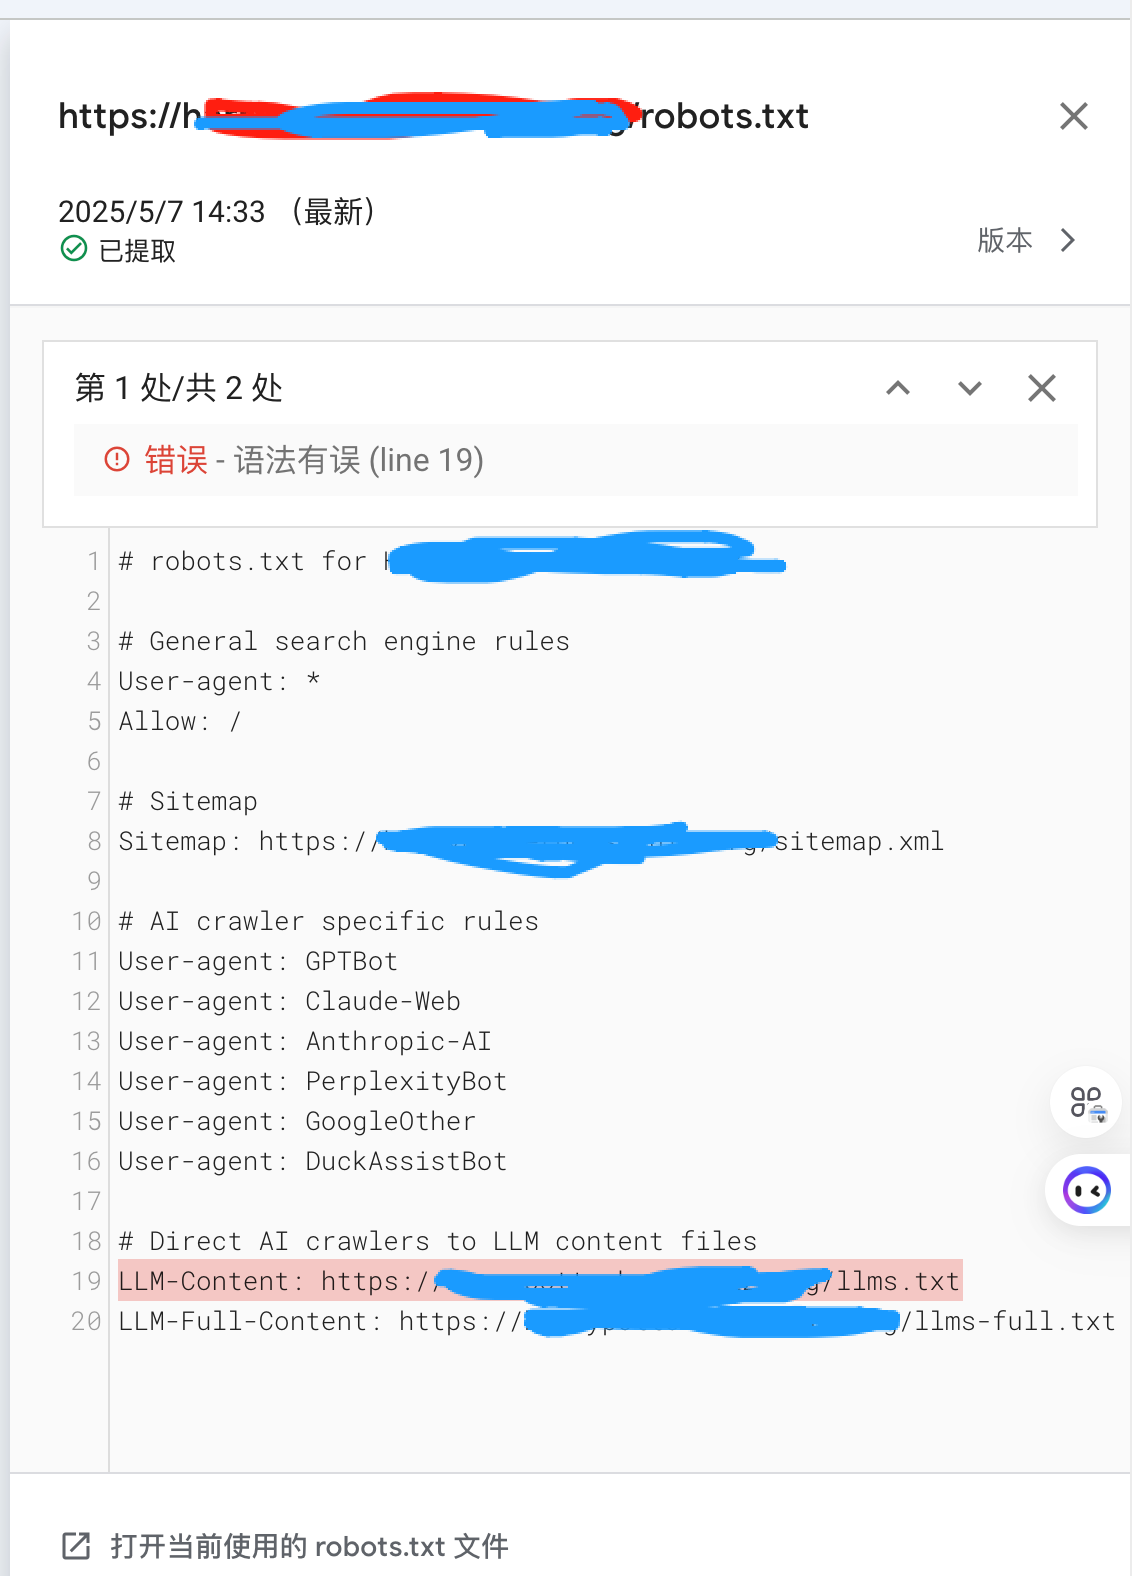 https://h /robots.txt
2025/5/7 14:33 （最新）
已提取
版本
第 1 处/共 2 处
错误 - 语法有误 (line 19)
1 # robots.txt for
2
3 # General search engine rules
4 User-agent: *
5 Allow: /
6
7 # Sitemap
8 Sitemap: https:// /sitemap.xml
9
10 # AI crawler specific rules
11 User-agent: GPTBot
12 User-agent: Claude-Web
13 User-agent: Anthropic-AI
14 User-agent: PerplexityBot
15 User-agent: GoogleOther
16 User-agent: DuckAssistBot
17
18 # Direct AI crawlers to LLM content files
19 LLM-Content: https:// /llms.txt
20 LLM-Full-Content: https:// /llms-full.txt
打开当前使用的 robots.txt 文件